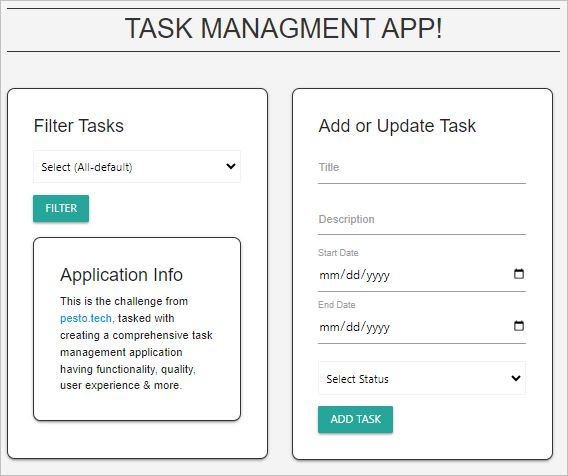 TASK MANAGMENT APP!
Filter Tasks
Select (All-default)
FILTER
Application Info
This is the challenge from
pesto.tech, tasked with
creating a comprehensive task
management application
having functionality, quality,
user experience & more.
Add or Update Task
Title
Description
Start Date
mm/dd/yyyy
End Date
mm/dd/yyyy
Select Status
ADD TASK